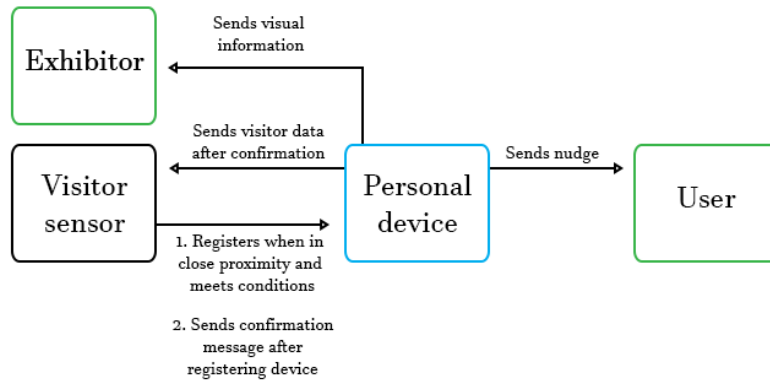 Sends visual
information
Exhibitor
Sends visitor data
after confirmation
Visitor
sensor
Personal
device
Sends nudge
User
1. Registers when in
close proximity and
meets conditions
2. Sends confirmation
message after
registering device